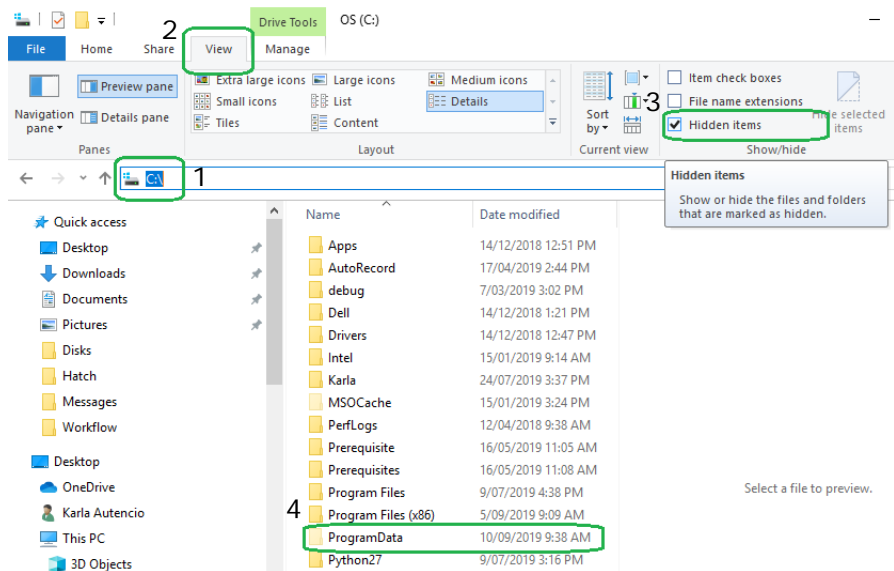 2
Drive Tools OS (C:)
File Home Share View Manage
Extra large icons Large icons Medium icons
Item check boxes
Preview pane
Small icons List Details
File name extensions
3
Navigation pane
Details pane
Tiles Content
Sort by
Hidden items
Hide selected items
Panes Layout Current view Show/hide
C:\ 1
Hidden items
Show or hide the files and folders
that are marked as hidden.
Name Date modified
Quick access
Desktop
Downloads
Documents
Pictures
Disks
Hatch
Messages
Workflow
Desktop
OneDrive
Karla Autencio
This PC
3D Objects
Apps 14/12/2018 12:51 PM
AutoRecord 17/04/2019 2:44 PM
debug 7/03/2019 3:02 PM
Dell 14/12/2018 1:21 PM
Drivers 14/12/2018 12:47 PM
Intel 15/01/2019 9:14 AM
Karla 24/07/2019 3:37 PM
MSOCache 15/01/2019 3:24 PM
PerfLogs 12/04/2018 9:38 AM
Prerequisite 16/05/2019 11:05 AM
Prerequisites 16/05/2019 11:08 AM
Program Files 9/07/2019 4:38 PM
4 Program Files (x86) 5/09/2019 9:09 AM
ProgramData 10/09/2019 9:38 AM
Python27 9/07/2019 3:16 PM
Select a file to preview.